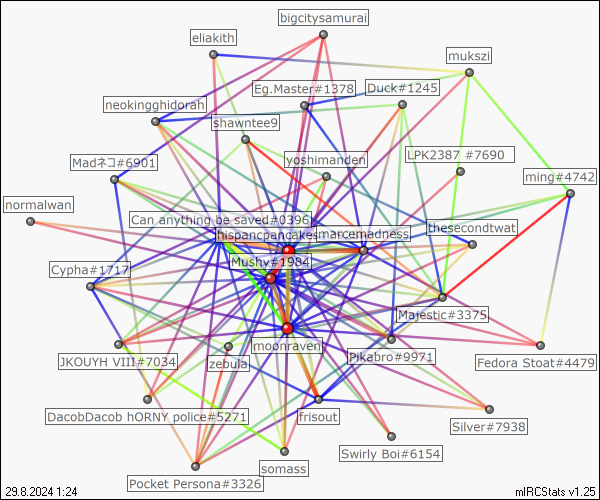 bigcitysamurai
eliakith
mukszi
Eg.Master#1378
Duck#1245
neokingghidorah
shawntee9
yoshimanden
LPK2387 #7690
Madネコ#6901
ming#4742
normalwan
Can anything be saved#0396
hispancpancakes
marcemadness
thesecondtwat
Mushy#1984
Cypha#1717
Majestic#3375
moonraven
JKOUYH VIII#7034
zebula
Pikabro#9971
Fedora Stoat#4479
DacobDacob hORNY police#5271
frisout
Silver#7938
Swirly Boi#6154
somass
Pocket Persona#3326
29.8.2024 1:24
mIRCStats v1.25